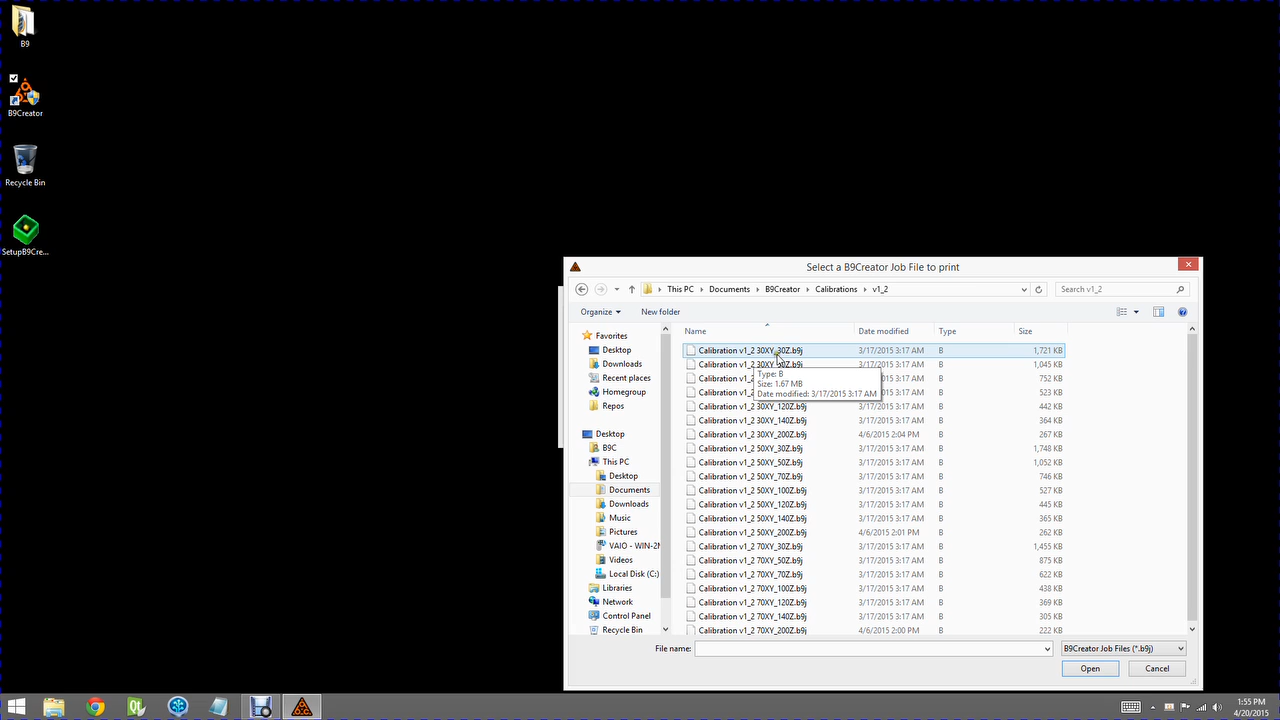 B9
B9Creator
Recycle Bin
SetupB9Cre...
Select a B9Creator Job File to print
This PC Documents B9Creator Calibrations v1_2
Search v1_2
Organize New folder
Name Date modified Type Size
Favorites
Desktop
Downloads
Recent places
Homegroup
Repos
Desktop
B9C
This PC
Desktop
Documents
Downloads
Music
Pictures
VAIO - WIN-2M
Videos
Local Disk (C:)
Libraries
Network
Control Panel
Recycle Bin
Calibration v1_2 30XY_30Z.b9j 3/17/2015 3:17 AM B 1,721 KB
Calibration v1_2 30XY_50Z.b9j 3/17/2015 3:17 AM B 1,045 KB
Calibration v1_2 3/17/2015 3:17 AM B 752 KB
Calibration v1_2 3/17/2015 3:17 AM B 523 KB
Type: B
Size: 1.67 MB
Date modified: 3/17/2015 3:17 AM
Calibration v1_2 30XY_120Z.b9j 3/17/2015 3:17 AM B 442 KB
Calibration v1_2 30XY_140Z.b9j 3/17/2015 3:17 AM B 364 KB
Calibration v1_2 30XY_200Z.b9j 4/6/2015 2:04 PM B 267 KB
Calibration v1_2 50XY_30Z.b9j 3/17/2015 3:17 AM B 1,748 KB
Calibration v1_2 50XY_50Z.b9j 3/17/2015 3:17 AM B 1,052 KB
Calibration v1_2 50XY_70Z.b9j 3/17/2015 3:17 AM B 746 KB
Calibration v1_2 50XY_100Z.b9j 3/17/2015 3:17 AM B 527 KB
Calibration v1_2 50XY_120Z.b9j 3/17/2015 3:17 AM B 445 KB
Calibration v1_2 50XY_140Z.b9j 3/17/2015 3:17 AM B 365 KB
Calibration v1_2 50XY_200Z.b9j 4/6/2015 2:01 PM B 262 KB
Calibration v1_2 70XY_30Z.b9j 3/17/2015 3:17 AM B 1,455 KB
Calibration v1_2 70XY_50Z.b9j 3/17/2015 3:17 AM B 875 KB
Calibration v1_2 70XY_70Z.b9j 3/17/2015 3:17 AM B 622 KB
Calibration v1_2 70XY_100Z.b9j 3/17/2015 3:17 AM B 438 KB
Calibration v1_2 70XY_120Z.b9j 3/17/2015 3:17 AM B 369 KB
Calibration v1_2 70XY_140Z.b9j 3/17/2015 3:17 AM B 305 KB
Calibration v1_2 70XY_200Z.b9j 4/6/2015 2:00 PM B 222 KB
File name: B9Creator Job Files (*.b9j)
Open Cancel
1:55 PM
4/20/2015